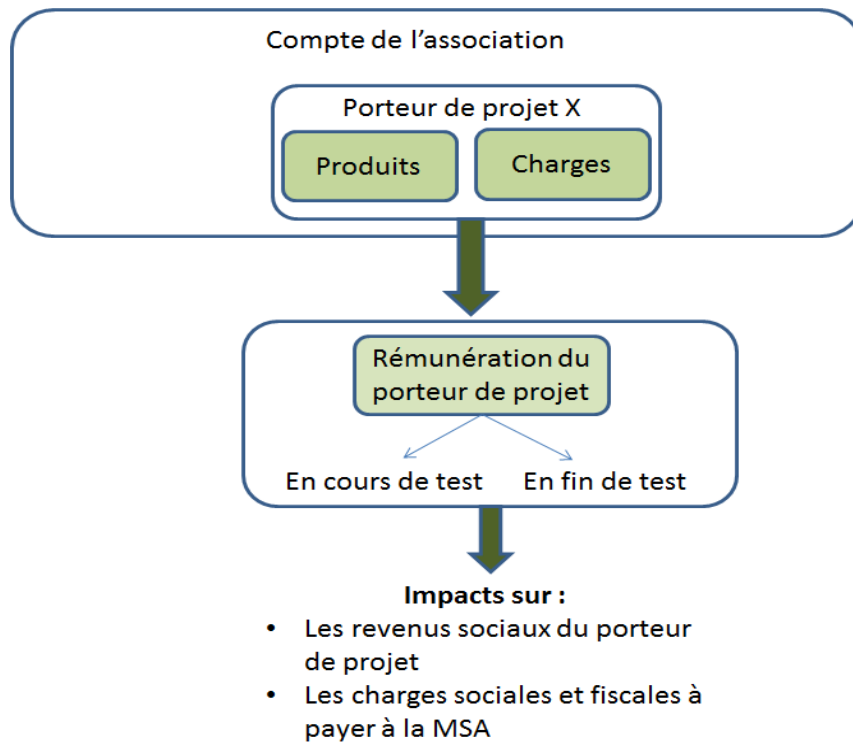 Compte de l’association
Porteur de projet X
Produits
Charges
Rémunération du
porteur de projet
En cours de test
En fin de test
Impacts sur :
• Les revenus sociaux du porteur
de projet
• Les charges sociales et fiscales à
payer à la MSA